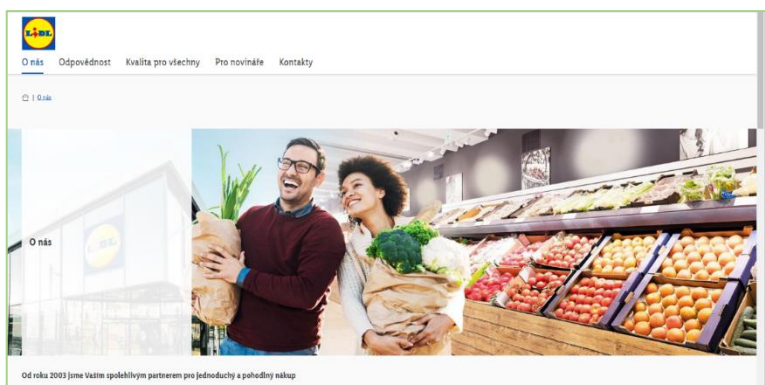 LIDL
O nás Odpovědnost Kvalita pro všechny Pro novináře Kontakty
| O nás
O nás
LIDL
Od roku 2003 jsme Vaším spolehlivým partnerem pro jednoduchý a pohodlný nákup